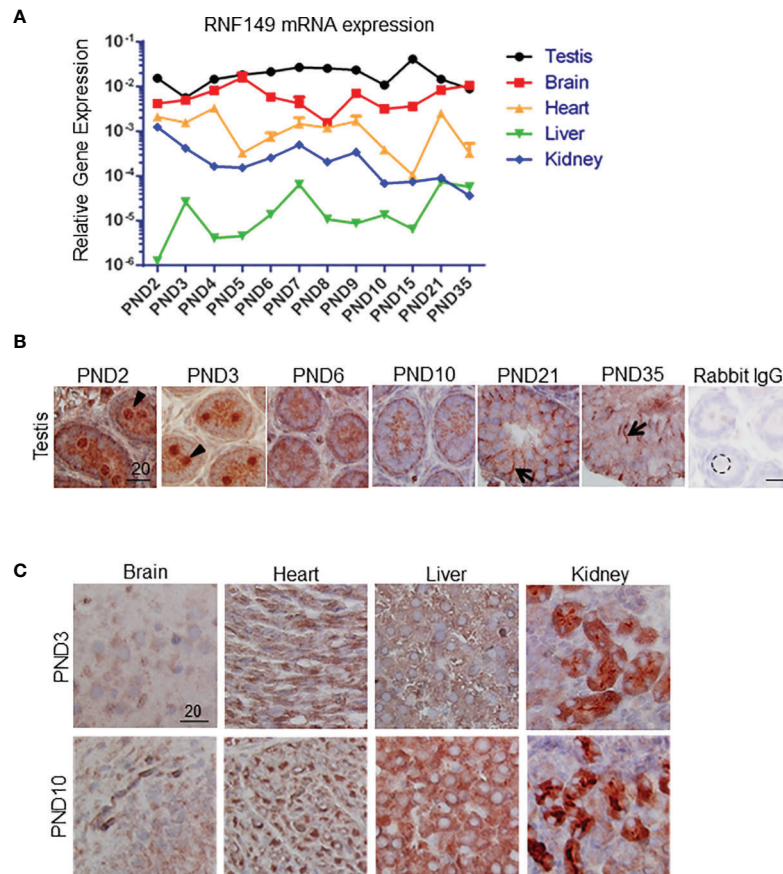 A
RNF149 mRNA expression
Relative Gene Expression
10-1
10-2
10-3
10-4
10-5
10-6
PND2 PND3 PND4 PND5 PND6 PND7 PND8 PND9 PND10 PND15 PND21 PND35
Testis
Brain
Heart
Liver
Kidney
B
PND2 PND3 PND6 PND10 PND21 PND35 Rabbit IgG
Testis
20
C
Brain Heart Liver Kidney
PND3
20
PND10